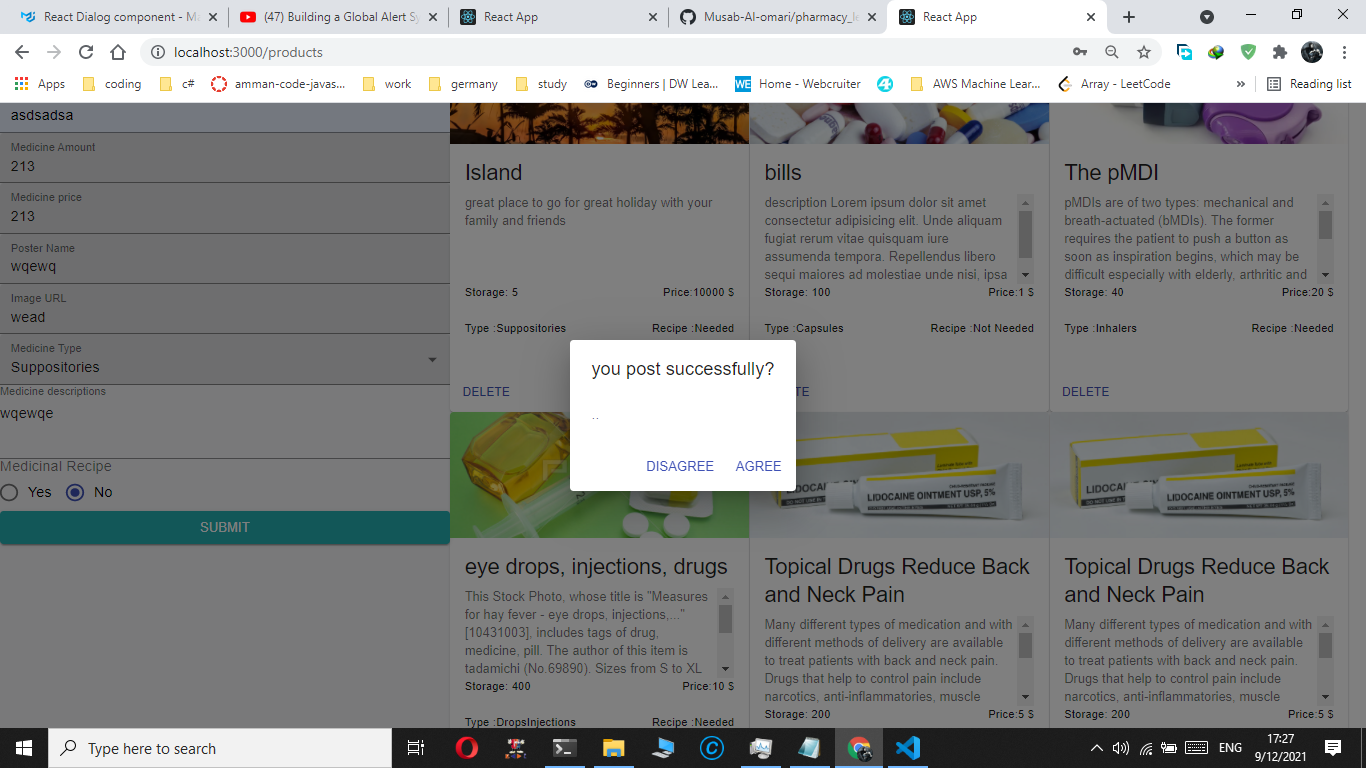 React Dialog component - Ma
(47) Building a Global Alert Sy
React App
Musab-Al-omari/pharmacy_le
React App
localhost:3000/products
Apps
coding
c#
amman-code-javas...
work
germany
study
Beginners | DW Lea...
WE
Home - Webcruiter
AWS Machine Lear...
Array - LeetCode
»
Reading list
asdsadsa
Medicine Amount
213
Medicine price
213
Poster Name
wqewq
Image URL
wead
Medicine Type
Suppositories
Medicine descriptions
wqewqe
Medicinal Recipe
Yes
No
SUBMIT
Island
great place to go for great holiday with your
family and friends
Storage: 5
Price:10000 $
Type :Suppositories
Recipe :Needed
DELETE
bills
description Lorem ipsum dolor sit amet
consectetur adipisicing elit. Unde aliquam
fugiat rerum vitae quisquam iure
assumenda tempora. Repellendus libero
sequi maiores ad molestiae unde nisi, ipsa
Storage: 100
Price:1 $
Type :Capsules
Recipe :Not Needed
The pMDI
pMDIs are of two types: mechanical and
breath-actuated (bMDIs). The former
requires the patient to push a button as
soon as inspiration begins, which may be
difficult especially with elderly, arthritic and
Storage: 40
Price:20 $
Type :Inhalers
Recipe :Needed
DELETE
you post successfully?
..
DISAGREE
AGREE
eye drops, injections, drugs
This Stock Photo, whose title is "Measures
for hay fever - eye drops, injections,..."
[10431003], includes tags of drug,
medicine, pill. The author of this item is
tadamichi (No.69890). Sizes from S to XL
Storage: 400
Price:10 $
Type :DropsInjections
Recipe :Needed
LIDOCAINE OINTMENT USP, 5%
Topical Drugs Reduce Back
and Neck Pain
Many different types of medication and with
different methods of delivery are available
to treat patients with back and neck pain.
Drugs that help to control pain include
narcotics, anti-inflammatories, muscle
Storage: 200
Price:5 $
LIDOCAINE OINTMENT USP, 5%
Topical Drugs Reduce Back
and Neck Pain
Many different types of medication and with
different methods of delivery are available
to treat patients with back and neck pain.
Drugs that help to control pain include
narcotics, anti-inflammatories, muscle
Storage: 200
Price:5 $
Type here to search
ENG
17:27
9/12/2021